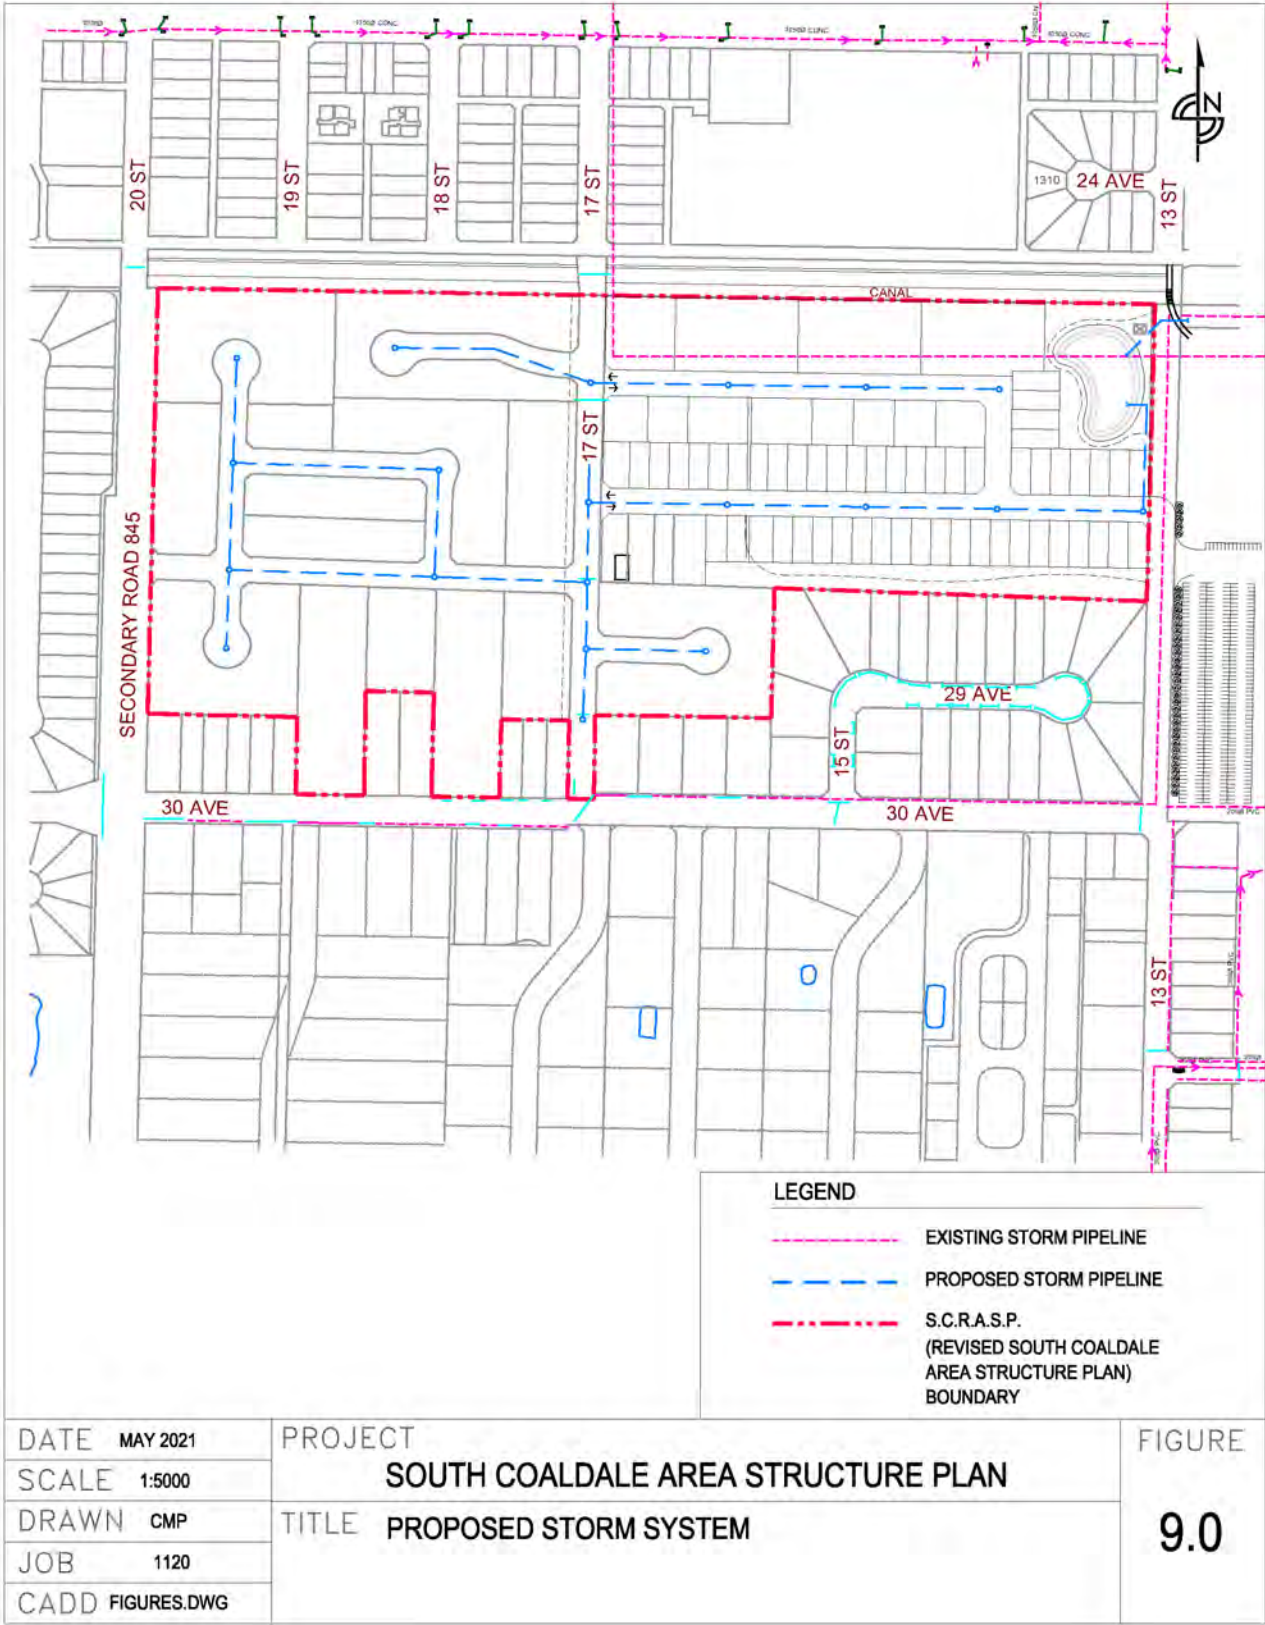 1050Ø CONC
N
20 ST
19 ST
18 ST
17 ST
1310
24 AVE
13 ST
CANAL
17 ST
SECONDARY ROAD 845
29 AVE
15 ST
30 AVE
30 AVE
13 ST
LEGEND
EXISTING STORM PIPELINE
PROPOSED STORM PIPELINE
S.C.R.A.S.P.
(REVISED SOUTH COALDALE
AREA STRUCTURE PLAN)
BOUNDARY
DATE MAY 2021
SCALE 1:5000
DRAWN CMP
JOB 1120
CADD FIGURES.DWG
PROJECT
SOUTH COALDALE AREA STRUCTURE PLAN
TITLE PROPOSED STORM SYSTEM
FIGURE
9.0